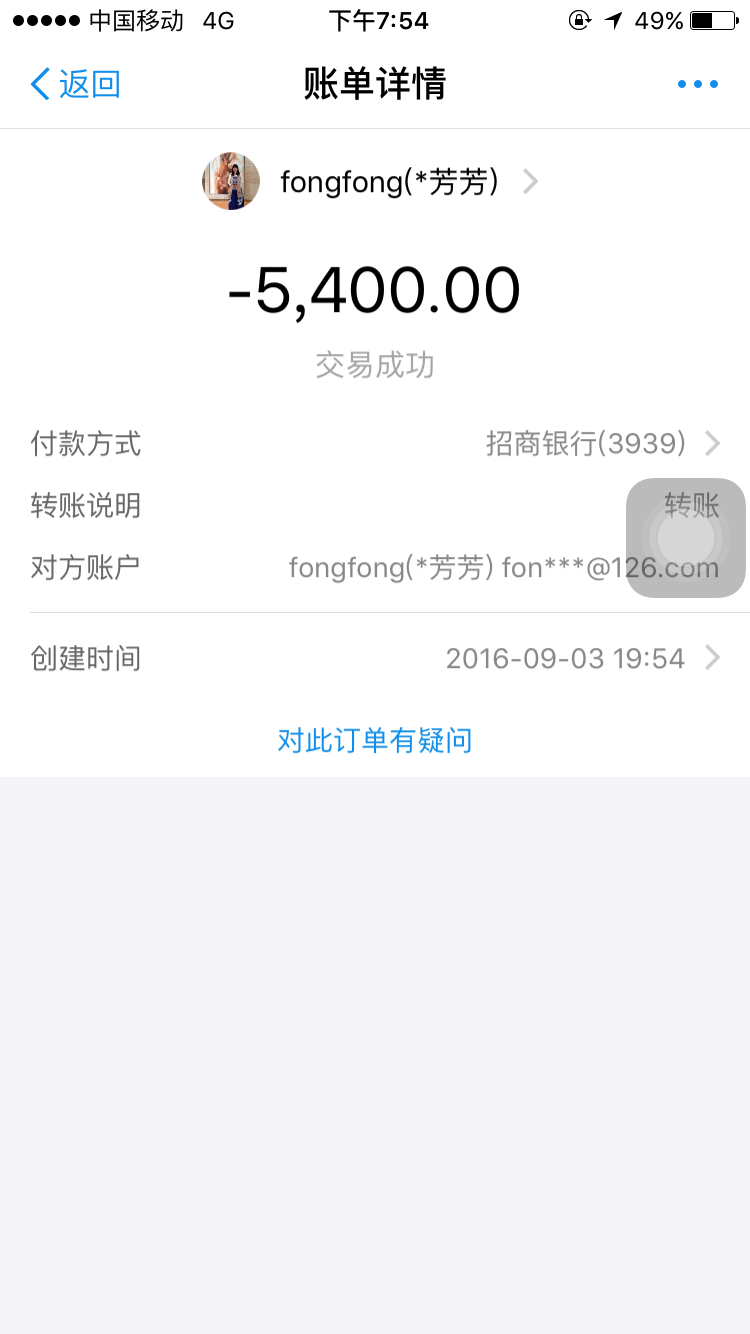 中国移动 4G 下午7:54 49%
返回 账单详情
fongfong(*芳芳)
-5,400.00
交易成功
付款方式 招商银行(3939)
转账说明 转账
对方账户 fongfong(*芳芳) fon***@126.com
创建时间 2016-09-03 19:54
对此订单有疑问